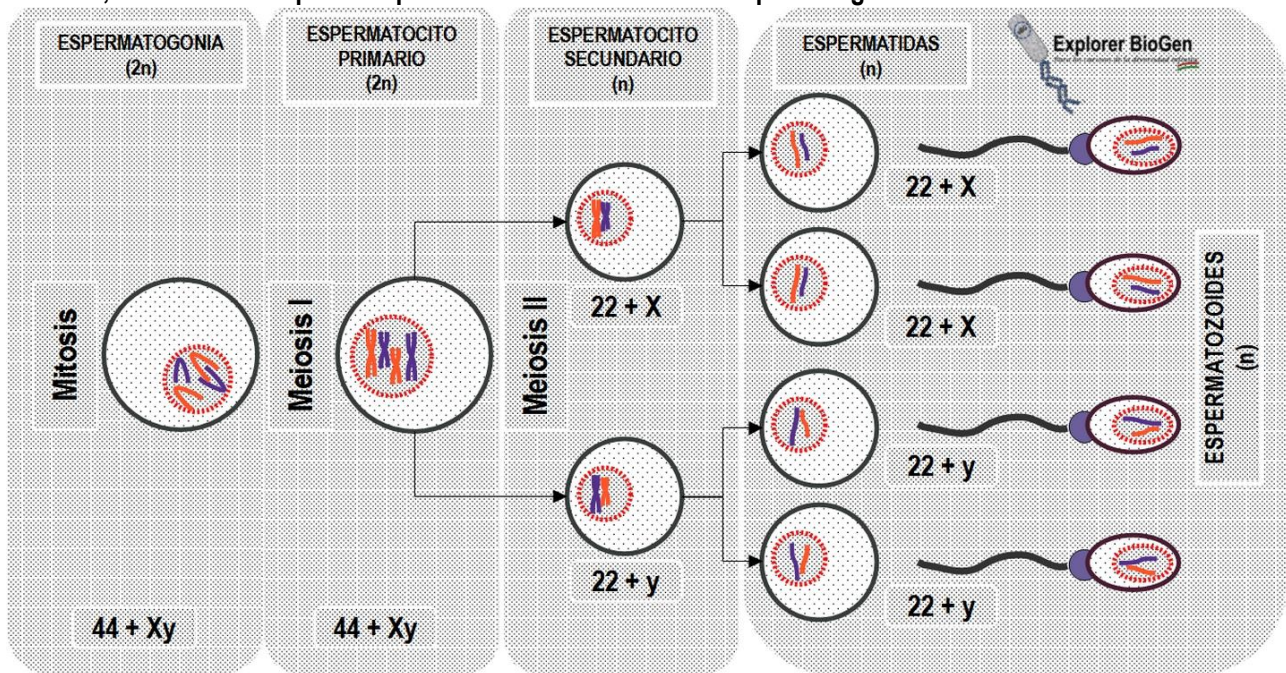 ESPERMATOGONIA
(2n)
ESPERMATOCITO
PRIMARIO
(2n)
ESPERMATOCITO
SECUNDARIO
(n)
ESPERMATIDAS
(n)
Explorer BioGen
Mitosis
Meiosis I
Meiosis II
22 + X
22 + y
22 + X
22 + X
22 + y
22 + y
ESPERMATOZOIDES
(n)
44 + Xy
44 + Xy